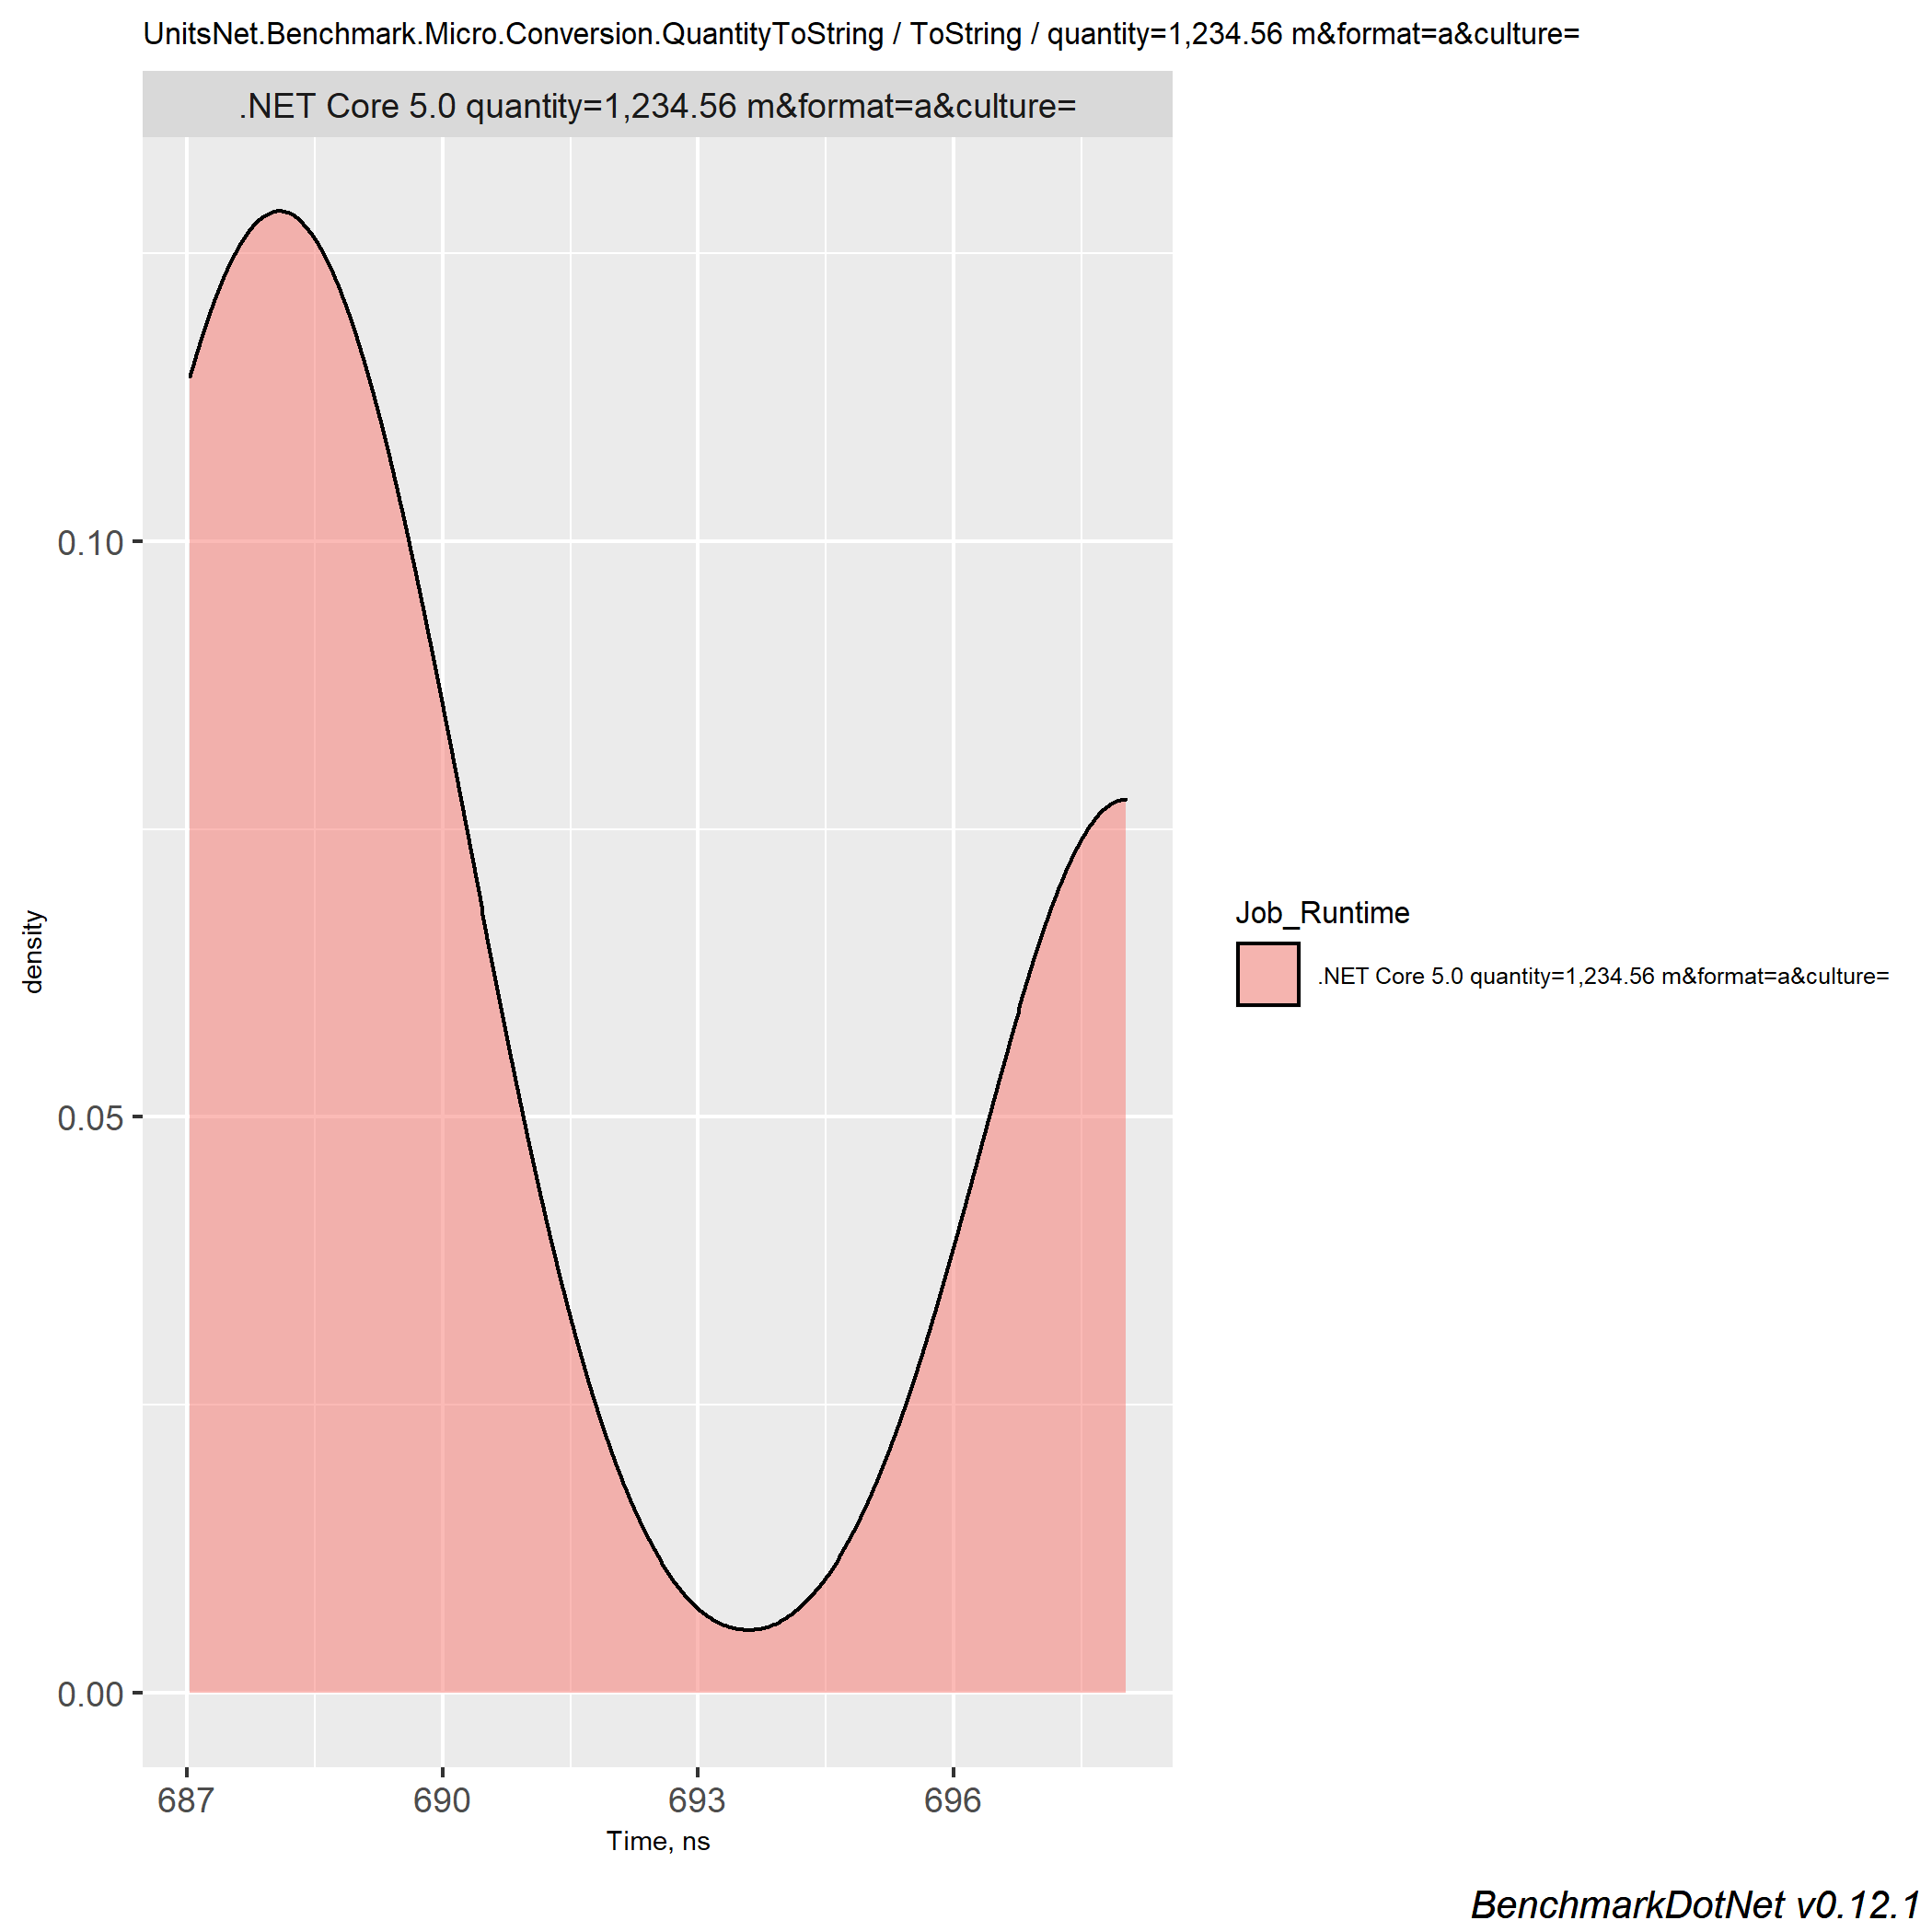 UnitsNet.Benchmark.Micro.Conversion.QuantityToString / ToString / quantity=1,234.56 m&format=a&culture=
.NET Core 5.0 quantity=1,234.56 m&format=a&culture=
0.10
0.05
0.00
density
687 690 693 696
Time, ns
Job_Runtime
.NET Core 5.0 quantity=1,234.56 m&format=a&culture=
BenchmarkDotNet v0.12.1